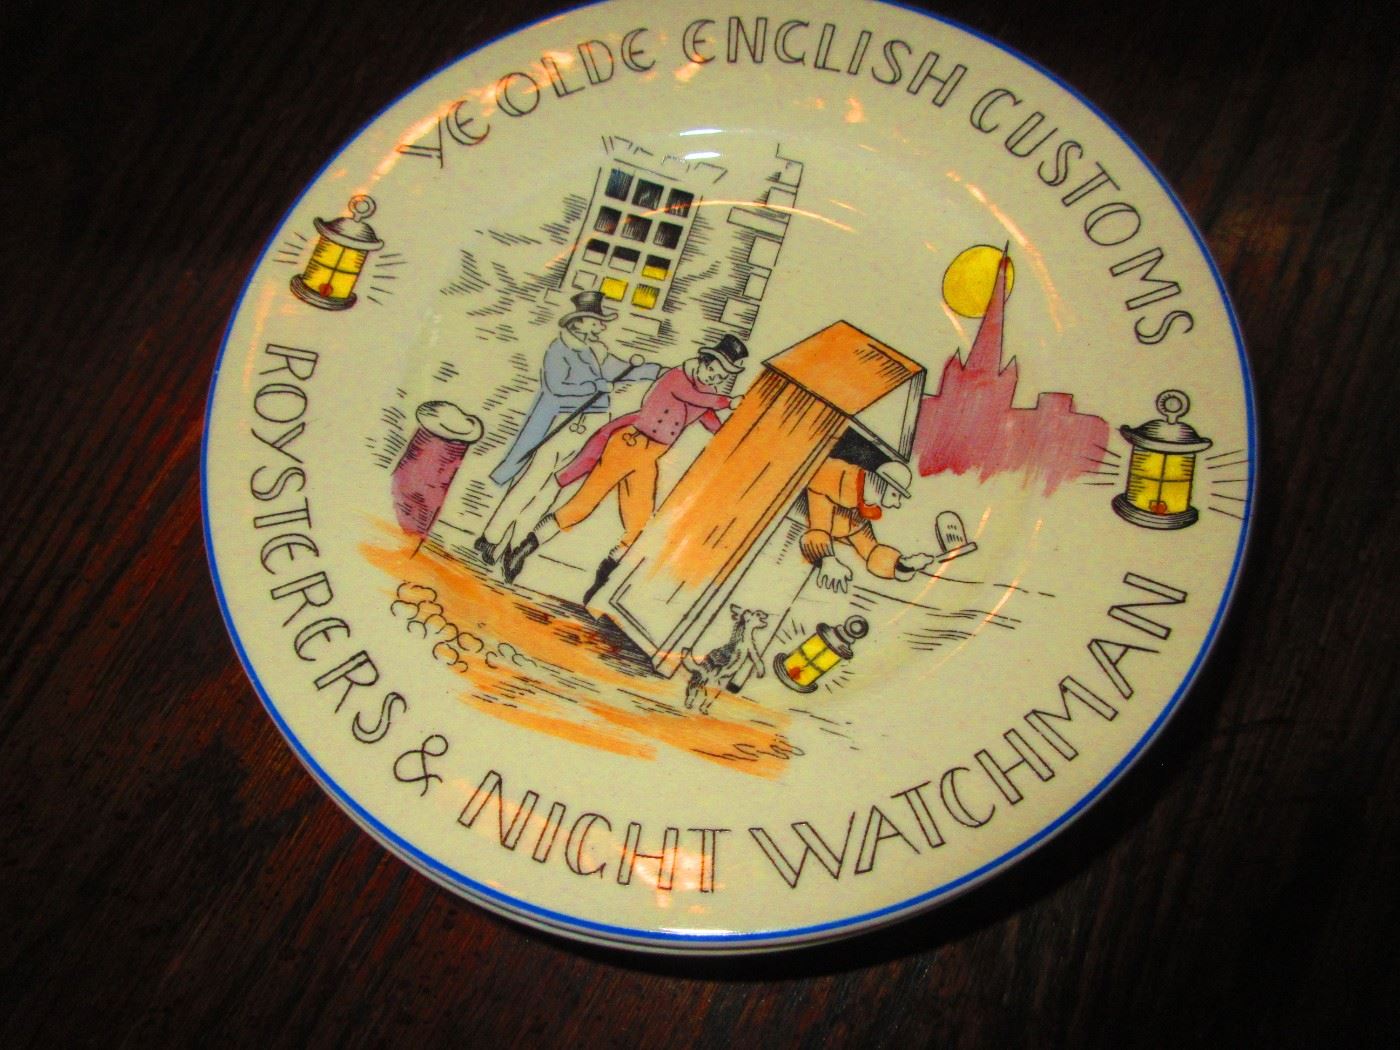 YE OLDE ENGLISH CUSTOMS
ROYSTERERS & NIGHT WATCHMAN